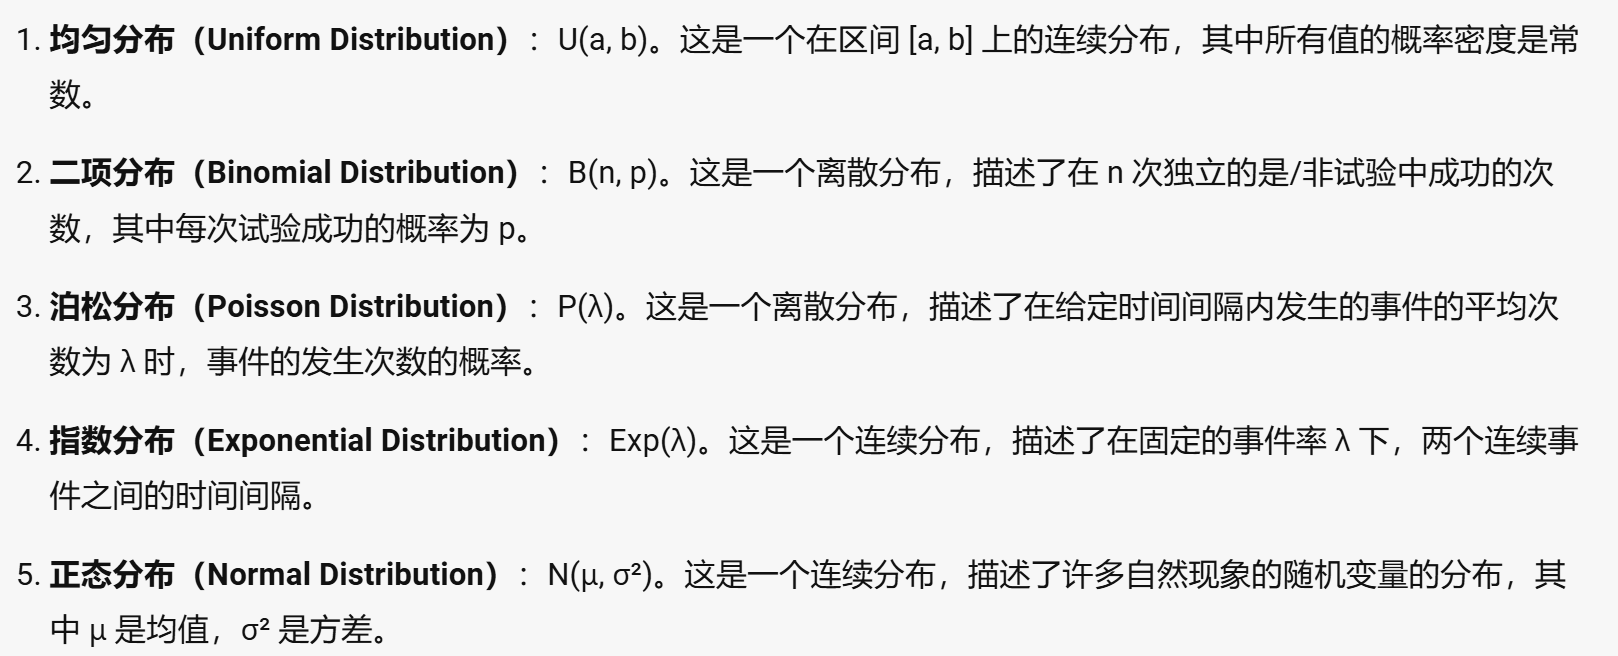 1. 均匀分布（Uniform Distribution）：U(a, b)。这是一个在区间 [a, b] 上的连续分布，其中所有值的概率密度是常
数。
2. 二项分布（Binomial Distribution）：B(n, p)。这是一个离散分布，描述了在 n 次独立的是/非试验中成功的次
数，其中每次试验成功的概率为 p。
3. 泊松分布（Poisson Distribution）：P(λ)。这是一个离散分布，描述了在给定时间间隔内发生的事件的平均次
数为 λ 时，事件的发生次数的概率。
4. 指数分布（Exponential Distribution）：Exp(λ)。这是一个连续分布，描述了在固定的事件率 λ 下，两个连续事
件之间的时间间隔。
5. 正态分布（Normal Distribution）：N(μ, σ²)。这是一个连续分布，描述了许多自然现象的随机变量的分布，其
中 μ 是均值，σ² 是方差。